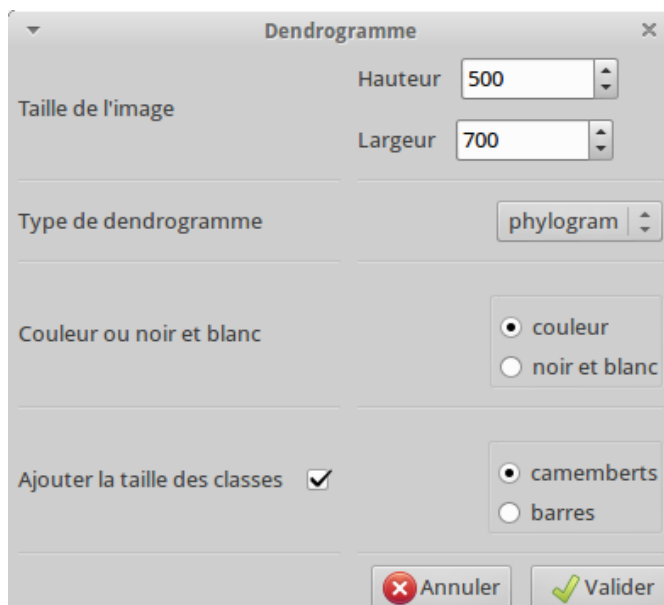 Dendrogramme
Hauteur 500
Taille de l'image
Largeur 700
Type de dendrogramme phylogram
couleur
Couleur ou noir et blanc
noir et blanc
Ajouter la taille des classes camemberts
barres
Annuler Valider